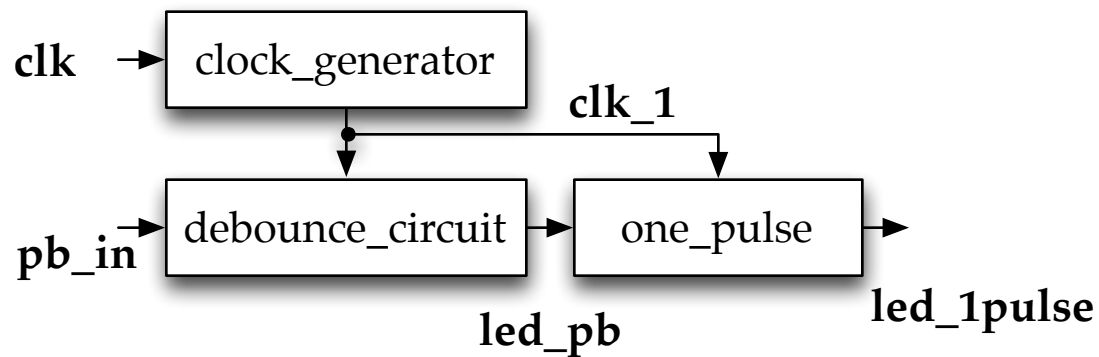 clk
clock_generator
clk_1
pb_in
debounce_circuit
one_pulse
led_pb
led_1pulse